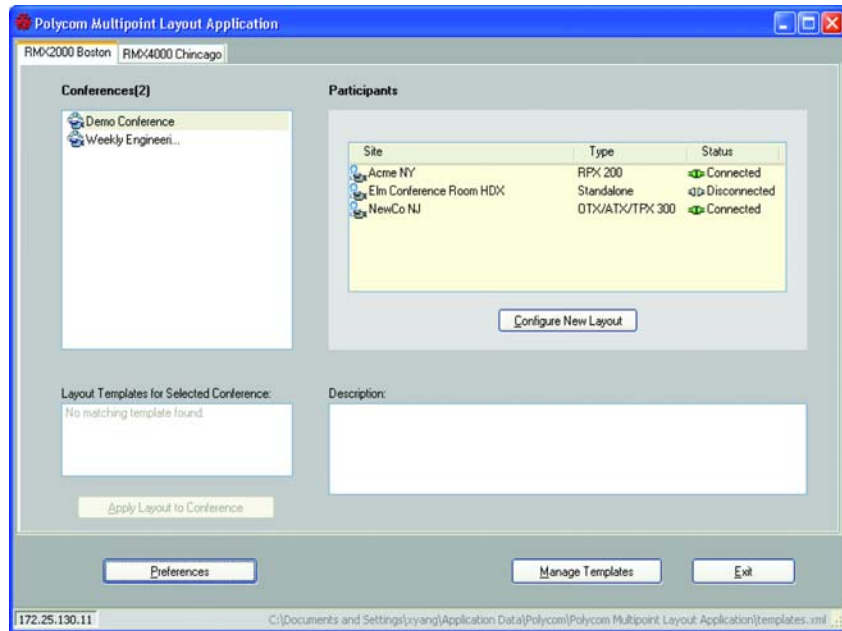 Polycom Multipoint Layout Application
RMX2000 Boston RMX4000 Chincago
Conferences(2)
Demo Conference
Weekly Engineeri...
Participants
Site Type Status
Acme NY RPX 200 Connected
Elm Conference Room HDX Standalone Disconnected
NewCo NJ OTX/ATX/TPX 300 Connected
Configure New Layout
Layout Templates for Selected Conference:
No matching template found.
Description:
Apply Layout to Conference
Preferences Manage Templates Exit
172.25.130.11 C:\Documents and Settings\xyang\Application Data\Polycom\Polycom Multipoint Layout Application\templates.xml